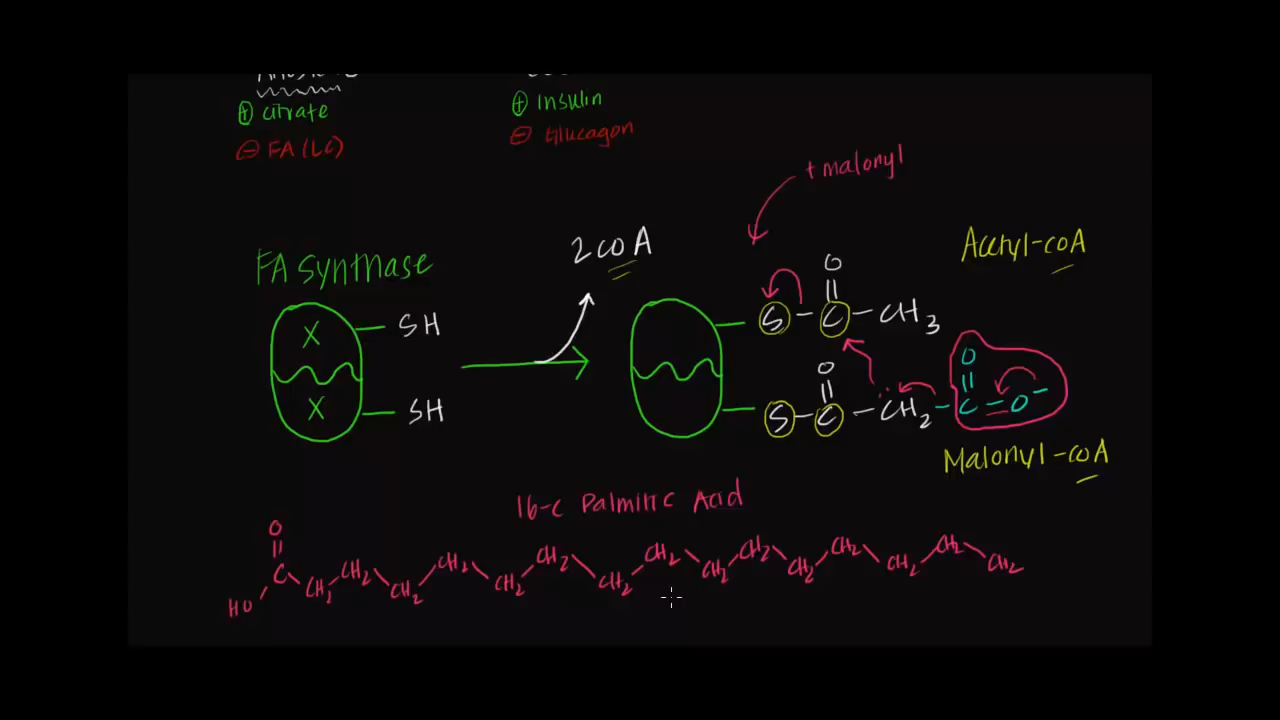 ⊕ citrate
⊖ FA (LC)
⊕ Insulin
⊖ Glucagon
+ malonyl
FA Synthase
2 coA
Acetyl-coA
X
SH
X
SH
O
S - C - CH3
O
S - C - CH2 - C - O -
O
Malonyl-coA
16-C Palmitic Acid
O
C
HO
CH2 CH2 CH2 CH2 CH2 CH2 CH2 CH2 CH2 CH2 CH2 CH2 CH2 CH2 CH2